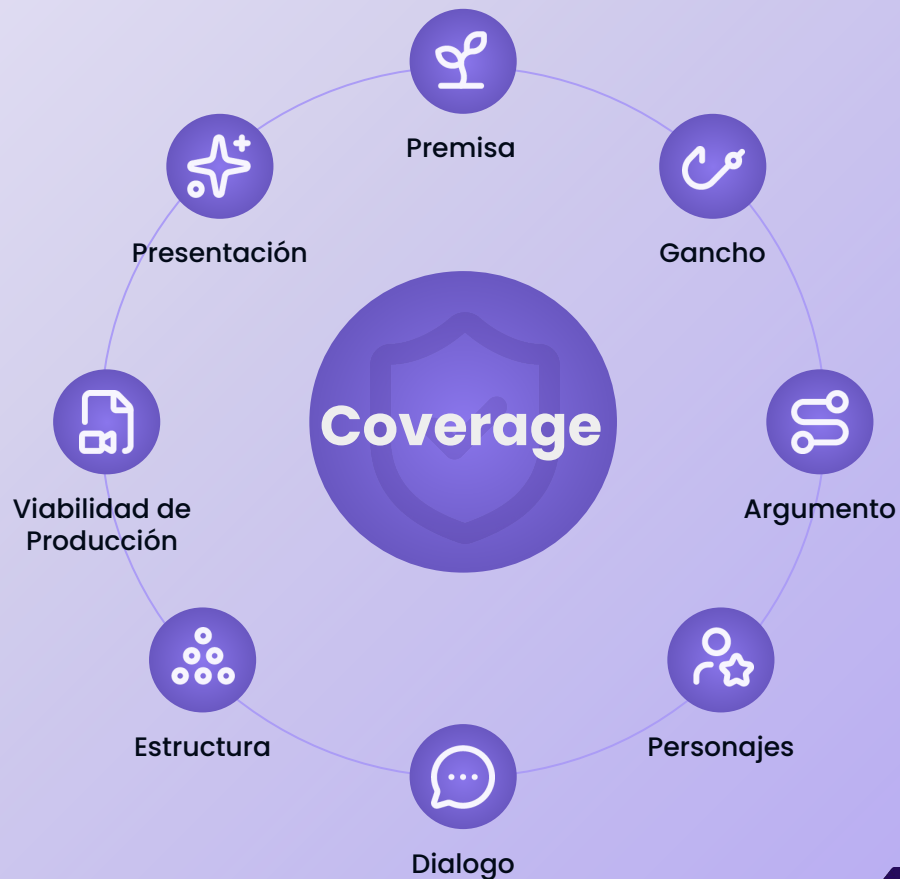 Premisa
Presentación
Gancho
Coverage
Viabilidad de
Producción
Argumento
Estructura
Personajes
Dialogo